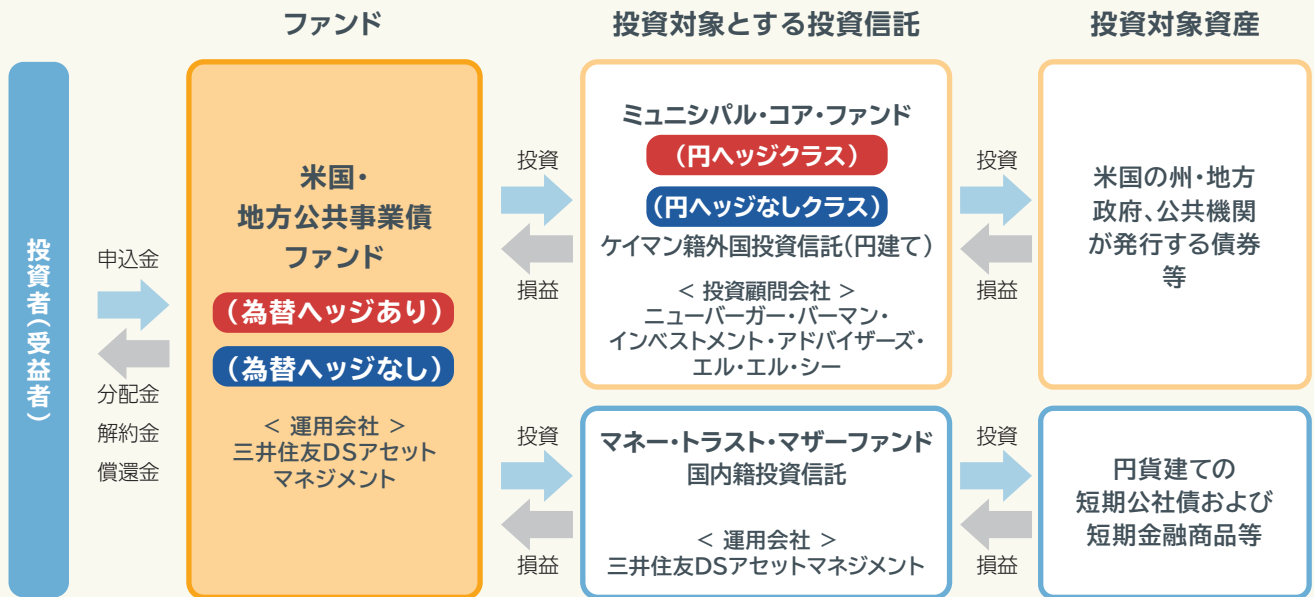 ファンド
投資対象とする投資信託
投資対象資産
投資者(受益者)
申込金
分配金
解約金
償還金
米国・
地方公共事業債
ファンド
(為替ヘッジあり)
(為替ヘッジなし)
< 運用会社 >
三井住友DSアセット
マネジメント
投資
損益
ミュニシパル・コア・ファンド
(円ヘッジクラス)
(円ヘッジなしクラス)
ケイマン籍外国投資信託(円建て)
< 投資顧問会社 >
ニューバーガー・バーマン・
インベストメント・アドバイザーズ・
エル・エル・シー
投資
損益
米国の州・地方
政府、公共機関
が発行する債券
等
投資
損益
マネー・トラスト・マザーファンド
国内籍投資信託
< 運用会社 >
三井住友DSアセットマネジメント
投資
損益
円貨建ての
短期公社債および
短期金融商品等